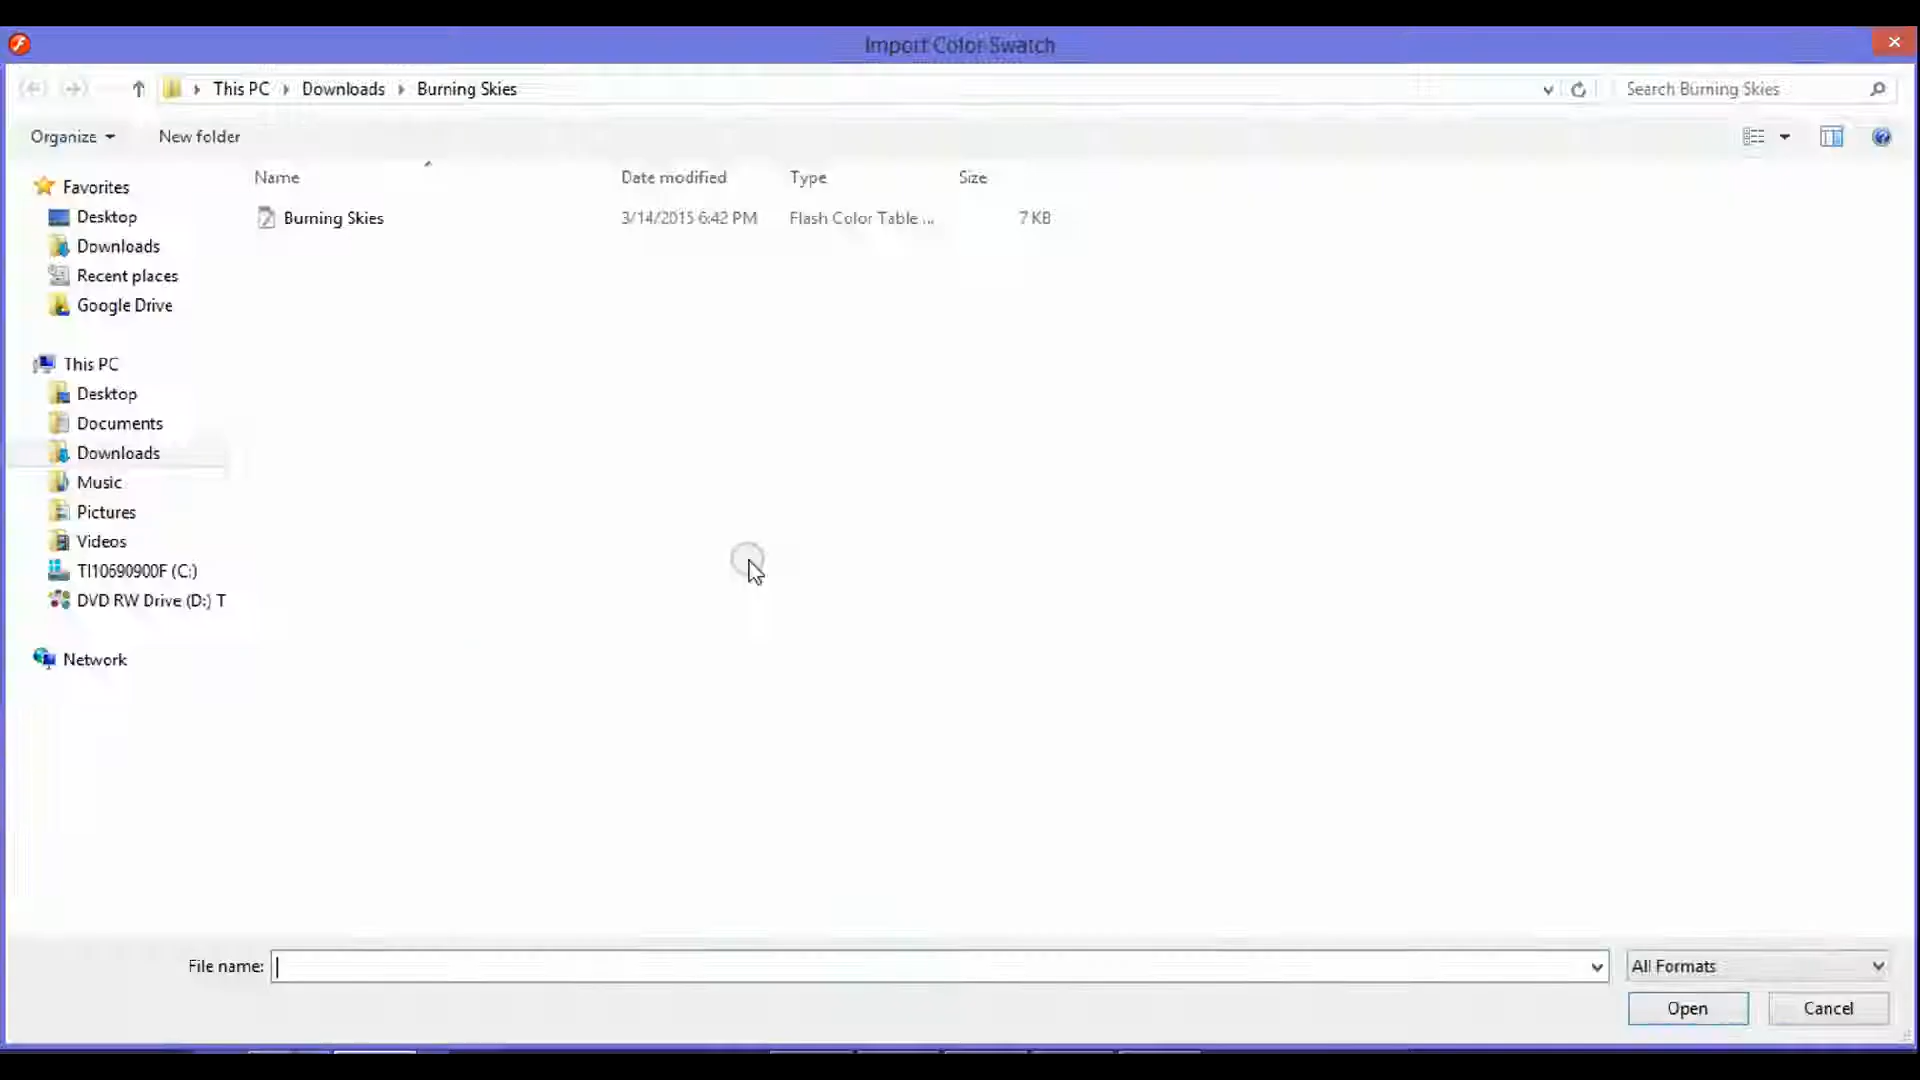 Import Color Swatch
This PC Downloads Burning Skies
Search Burning Skies
Organize New folder
Name Date modified Type Size
Burning Skies 3/14/2015 6:42 PM Flash Color Table ... 7 KB
Favorites
Desktop
Downloads
Recent places
Google Drive
This PC
Desktop
Documents
Downloads
Music
Pictures
Videos
TI10690900F (C:)
DVD RW Drive (D:) T
Network
File name: All Formats
Open Cancel